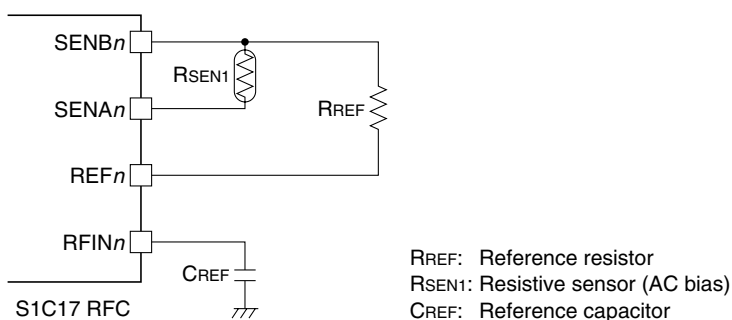 SENBn
RSEN1
SENAn
RREF
REFn
RFINn
CREF
S1C17 RFC
RREF: Reference resistor
RSEN1: Resistive sensor (AC bias)
CREF: Reference capacitor